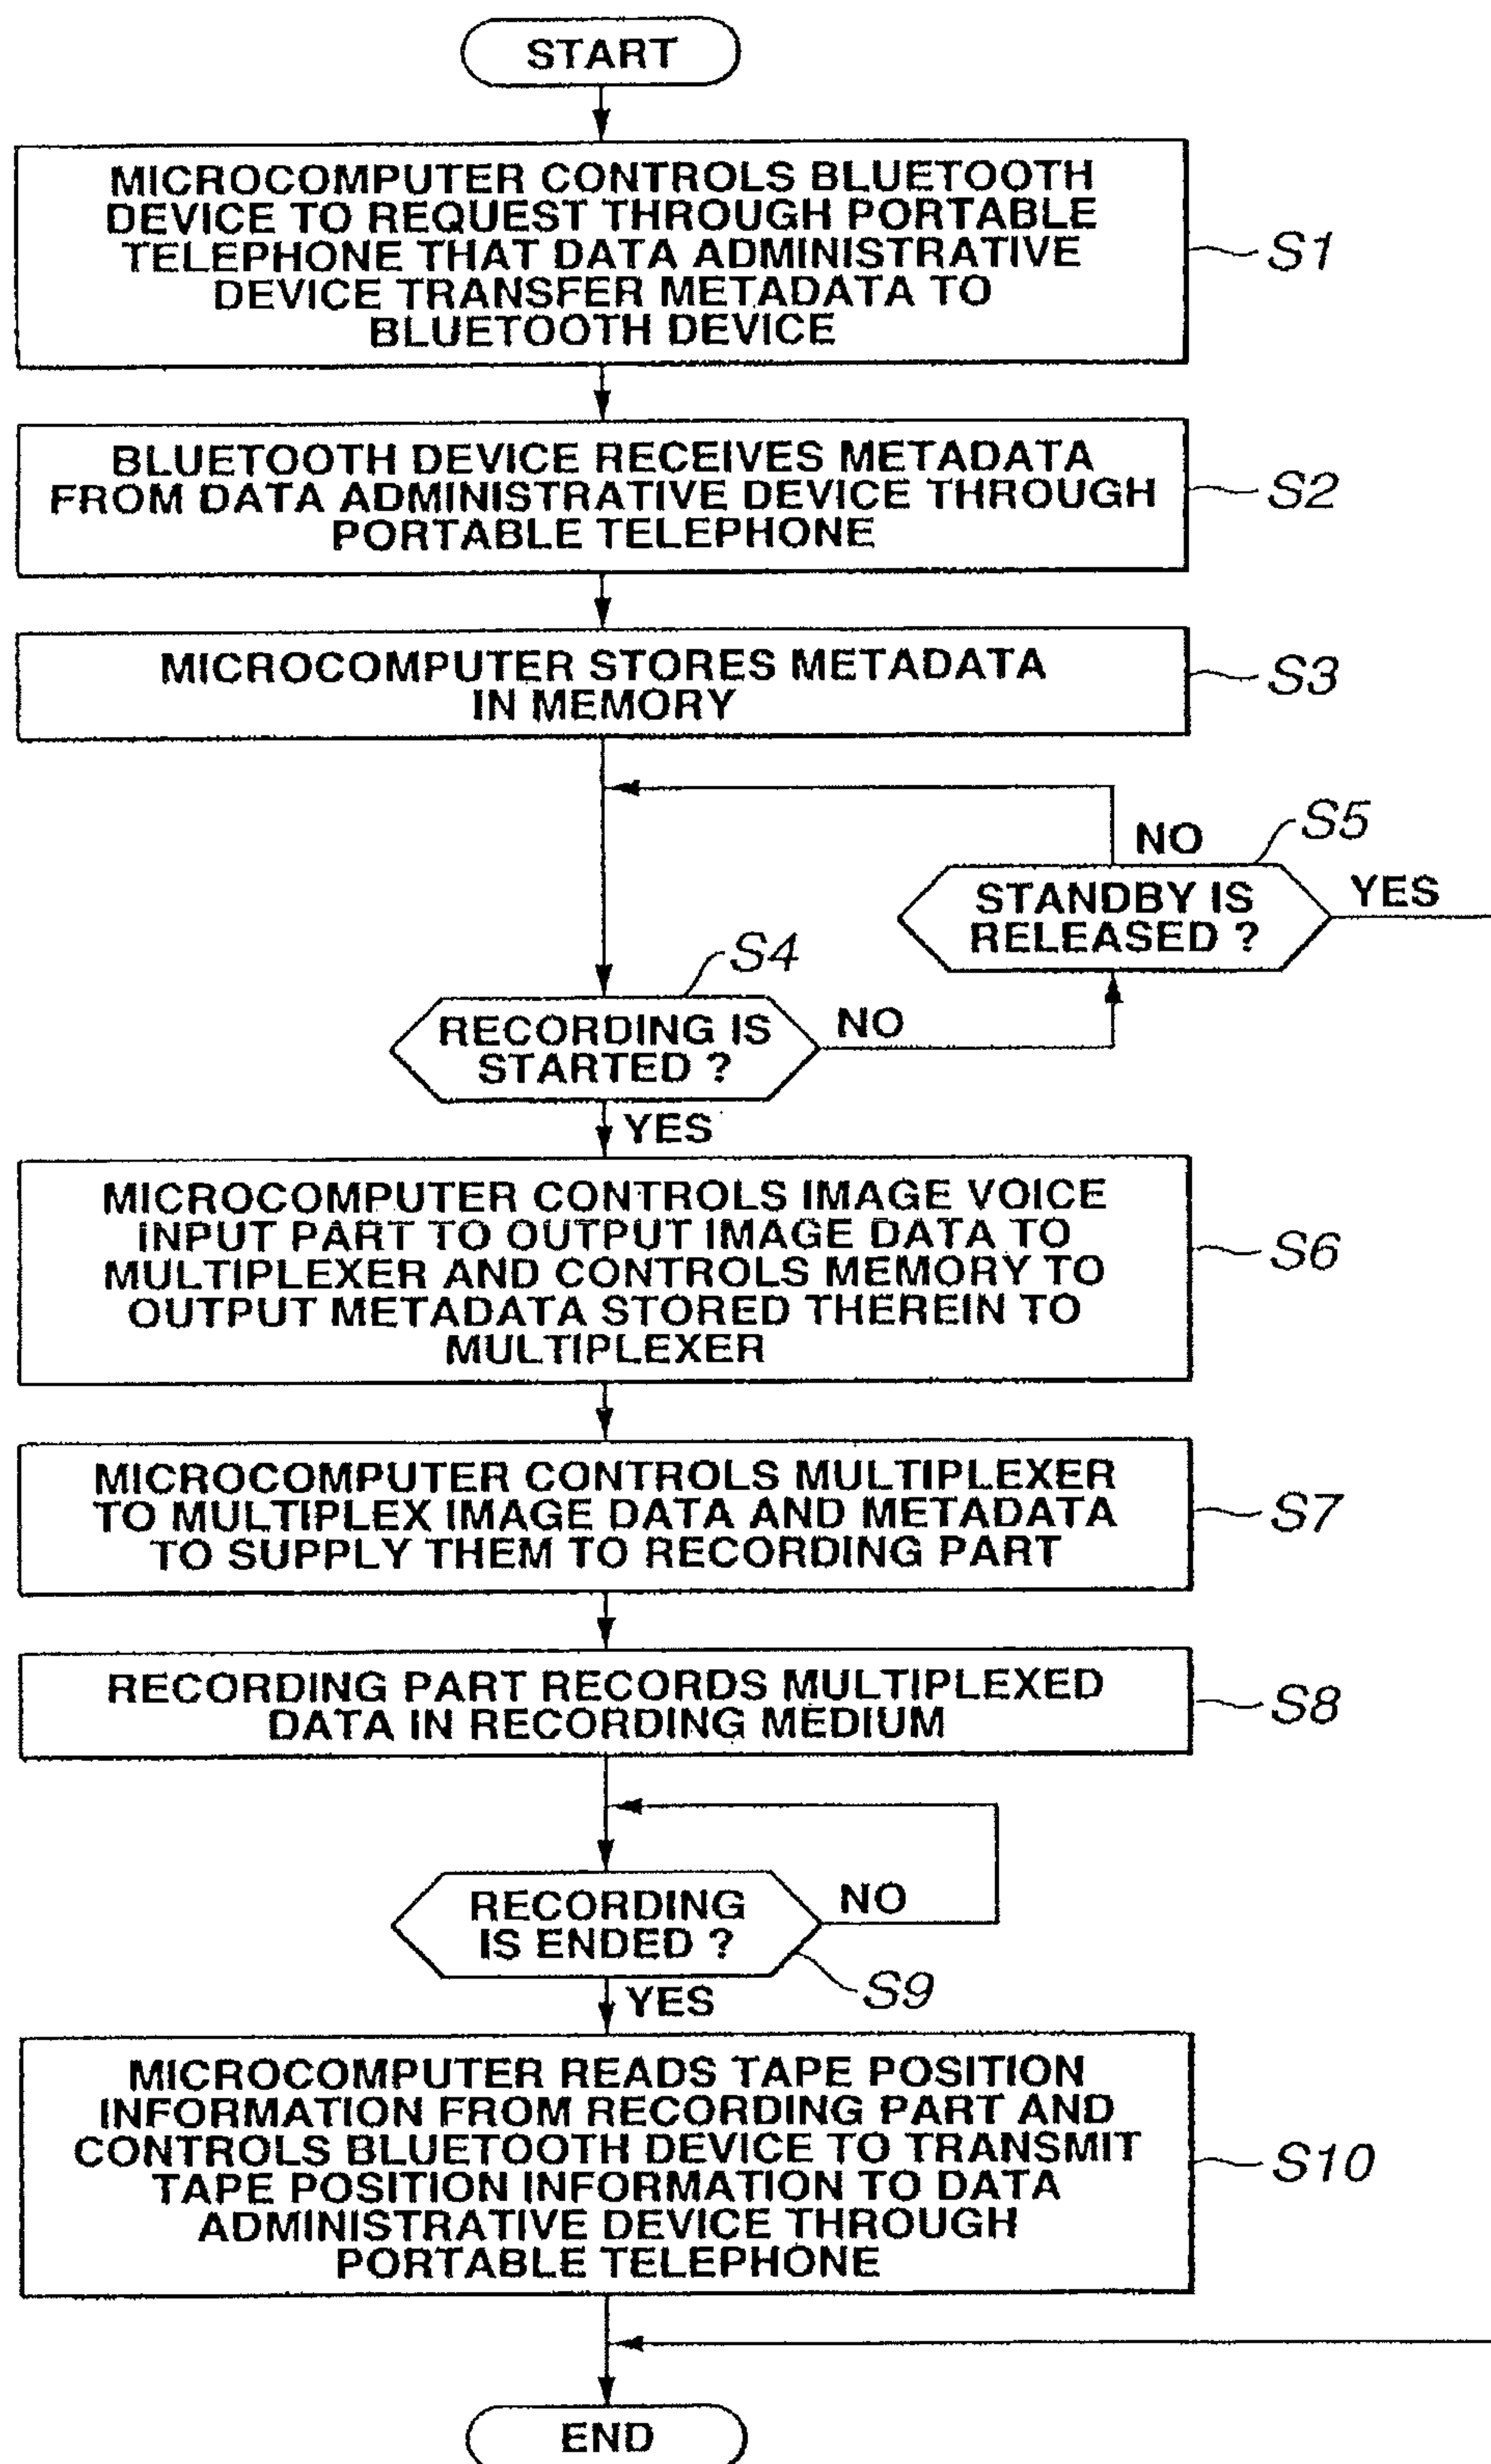 START
MICROCOMPUTER CONTROLS BLUETOOTH
DEVICE TO REQUEST THROUGH PORTABLE
TELEPHONE THAT DATA ADMINISTRATIVE
DEVICE TRANSFER METADATA TO
BLUETOOTH DEVICE
S1
BLUETOOTH DEVICE RECEIVES METADATA
FROM DATA ADMINISTRATIVE DEVICE THROUGH
PORTABLE TELEPHONE
S2
MICROCOMPUTER STORES METADATA
IN MEMORY
S3
S5
NO
STANDBY IS
RELEASED ?
YES
S4
RECORDING IS
STARTED ?
NO
YES
MICROCOMPUTER CONTROLS IMAGE VOICE
INPUT PART TO OUTPUT IMAGE DATA TO
MULTIPLEXER AND CONTROLS MEMORY TO
OUTPUT METADATA STORED THEREIN TO
MULTIPLEXER
S6
MICROCOMPUTER CONTROLS MULTIPLEXER
TO MULTIPLEX IMAGE DATA AND METADATA
TO SUPPLY THEM TO RECORDING PART
S7
RECORDING PART RECORDS MULTIPLEXED
DATA IN RECORDING MEDIUM
S8
RECORDING
IS ENDED ?
NO
S9
YES
MICROCOMPUTER READS TAPE POSITION
INFORMATION FROM RECORDING PART AND
CONTROLS BLUETOOTH DEVICE TO TRANSMIT
TAPE POSITION INFORMATION TO DATA
ADMINISTRATIVE DEVICE THROUGH
PORTABLE TELEPHONE
S10
END